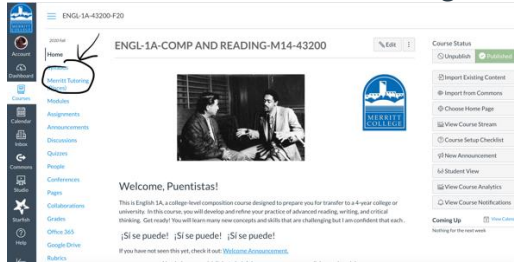 MERRITT
ENGL-1A-43200-F20
Account
Dashboard
Courses
Calendar
Inbox
Commons
Studio
Starfish
Help
2020 Fall
Home
Merritt Tutoring
Modules
Assignments
Announcements
Discussions
Quizzes
People
Conferences
Pages
Collaborations
Grades
Office 365
Google Drive
Rubrics
ENGL-1A-COMP AND READING-M14-43200
Edit
MERRITT
COLLEGE
Welcome, Puentistas!
This is English 1A, a college-level composition course designed to prepare you for transfer to a 4-year college or
university. In this course, you will develop and refine your practice of advanced reading, writing, and critical
thinking. Get ready! You will learn many new concepts and skills that are challenging but I am confident that each
¡Sí se puede! ¡Sí se puede! ¡Sí se puede!
If you have not seen this yet, check it out: Welcome Announcement.
Course Status
Unpublish
Published
Import Existing Content
Import from Commons
Choose Home Page
View Course Stream
Course Setup Checklist
New Announcement
Student View
View Course Analytics
View Course Notifications
Coming Up
View Calen
Nothing for the next week